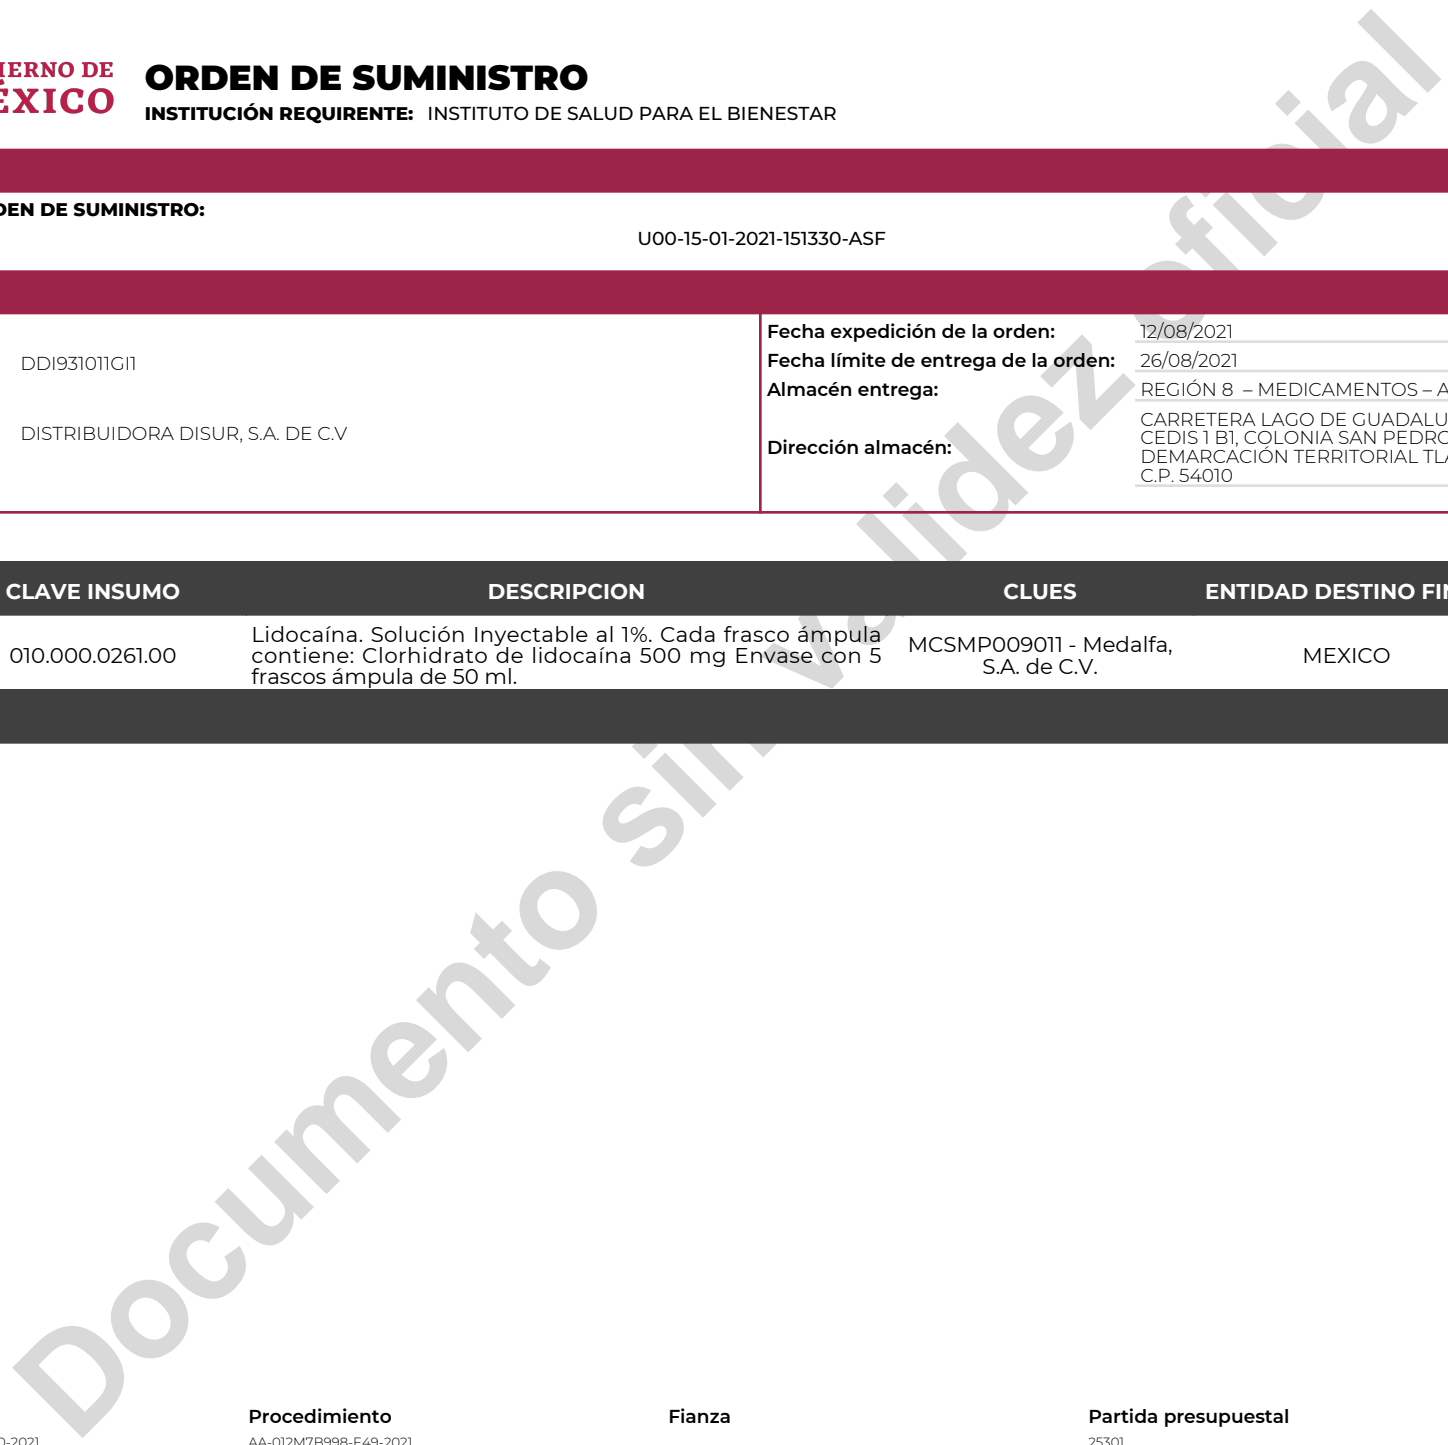 ORDEN DE SUMINISTRO
INSTITUCIÓN REQUIRENTE: INSTITUTO DE SALUD PARA EL BIENESTAR
DE
ÉXICO
DE SUMINISTRO:
U00-15-01-2021-151330-ASF
DDI931011GI1
DISTRIBUIDORA DISUR, S.A. DE C.V
Fecha expedición de la orden: 12/08/2021
Fecha límite de entrega de la orden: 26/08/2021
Almacén entrega: REGIÓN 8 – MEDICAMENTOS – A
Dirección almacén:
CARRETERA LAGO DE GUADALU
CEDIS 1 B1, COLONIA SAN PEDRO
DEMARCACIÓN TERRITORIAL TLA
C.P. 54010
CLAVE INSUMO DESCRIPCION CLUES ENTIDAD DESTINO FIN
010.000.0261.00
Lidocaína. Solución Inyectable al 1%. Cada frasco ámpula
contiene: Clorhidrato de lidocaína 500 mg Envase con 5
frascos ámpula de 50 ml.
MCSMP009011 - Medalfa,
S.A. de C.V.
MEXICO
Documento sin validez oficial
Procedimiento Fianza Partida presupuestal